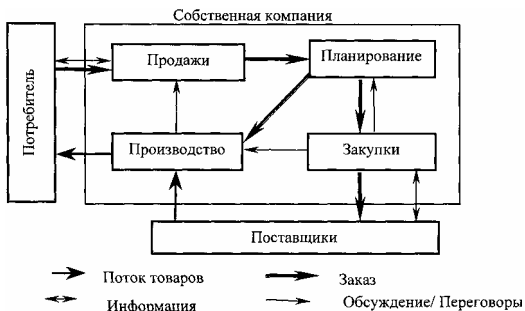 Собственная компания
Потребитель
Продажи
Планирование
Производство
Закупки
Поставщики
Поток товаров
Заказ
Информация
Обсуждение/ Переговоры